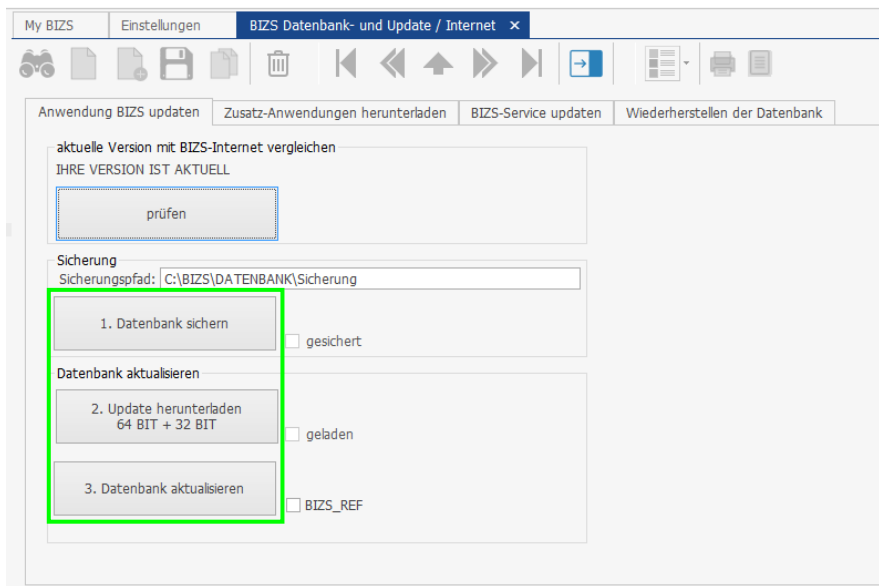 My BIZS Einstellungen BIZS Datenbank- und Update / Internet ×
Anwendung BIZS updaten Zusatz-Anwendungen herunterladen BIZS-Service updaten Wiederherstellen der Datenbank
aktuelle Version mit BIZS-Internet vergleichen
IHRE VERSION IST AKTUELL
prüfen
Sicherung
Sicherungspfad: C:\BIZS\DATENBANK\Sicherung
1. Datenbank sichern
gesichert
Datenbank aktualisieren
2. Update herunterladen
64 BIT + 32 BIT
geladen
3. Datenbank aktualisieren
BIZS_REF